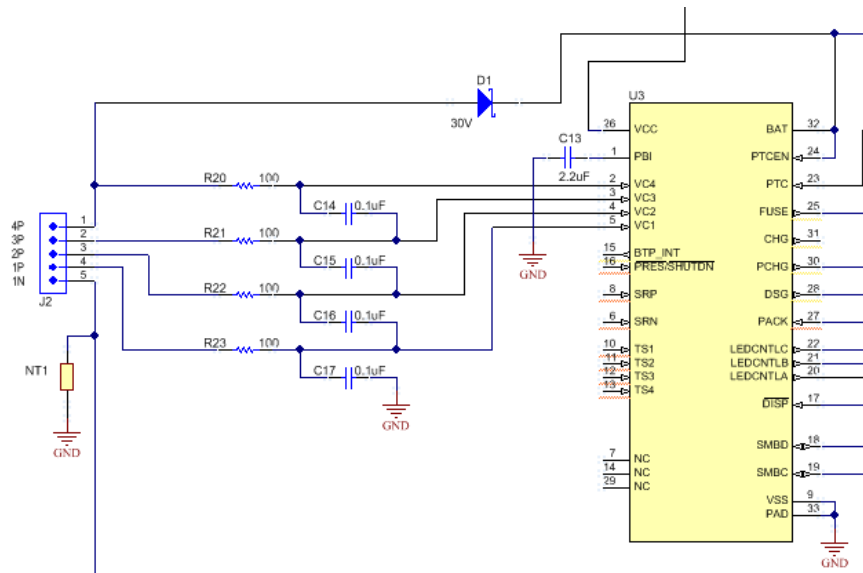 D1
30V
U3
26 VCC BAT 32
C13
1 PBI PTCEN 24
2.2uF
R20 100
2 VC4 PTC 23
3 VC3
C14 0.1uF
4 VC2 FUSE 25
4P 1
5 VC1
R21 100
3P 2
CHG 31
2P 3
15 BTP_INT
C15 0.1uF
1P 4
16 PRES/SHUTDN PCHG 30
GND
1N 5
J2
R22 100
8 SRP DSG 28
C16 0.1uF
6 SRN PACK 27
R23 100
10 TS1 LEDCNTLC 22
11 TS2 LEDCNTLB 21
NT1
C17 0.1uF
12 TS3 LEDCNTLA 20
13 TS4
DISP 17
GND
GND
SMBD 18
7 NC
14 NC SMBC 19
29 NC
VSS 9
PAD 33
GND